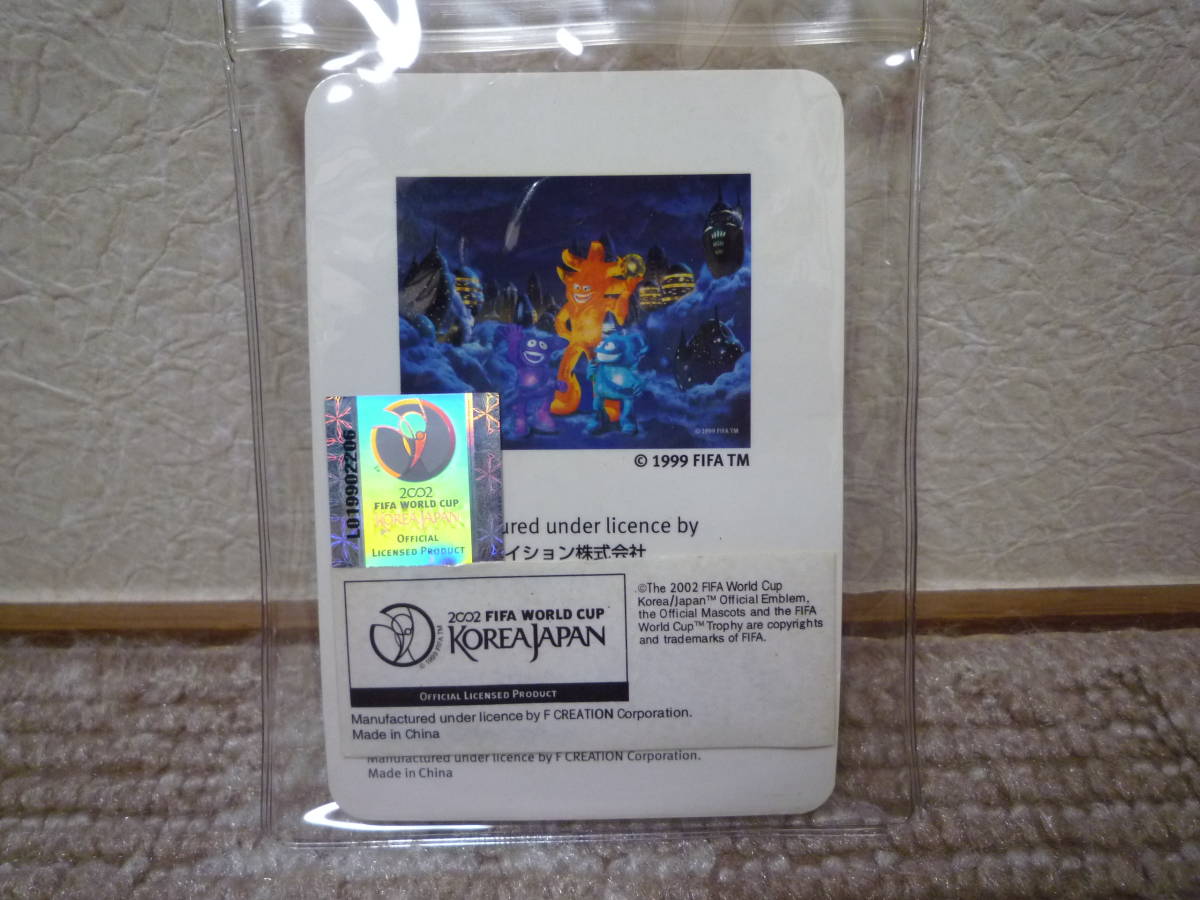 © 1999 FIFA TM
© 1999 FIFA TM
L019902206
2002
FIFA WORLD CUP
KOREA JAPAN
OFFICIAL
LICENSED PRODUCT
ured under licence by
イション株式会社
2002 FIFA WORLD CUP
KOREA JAPAN
© 1999 FIFA TM
OFFICIAL LICENSED PRODUCT
©The 2002 FIFA World Cup
Korea/Japan™ Official Emblem,
the Official Mascots and the FIFA
World Cup™ Trophy are copyrights
and trademarks of FIFA.
Manufactured under licence by F CREATION Corporation.
Made in China
Manufactured under licence by F CREATION Corporation.
Made in China